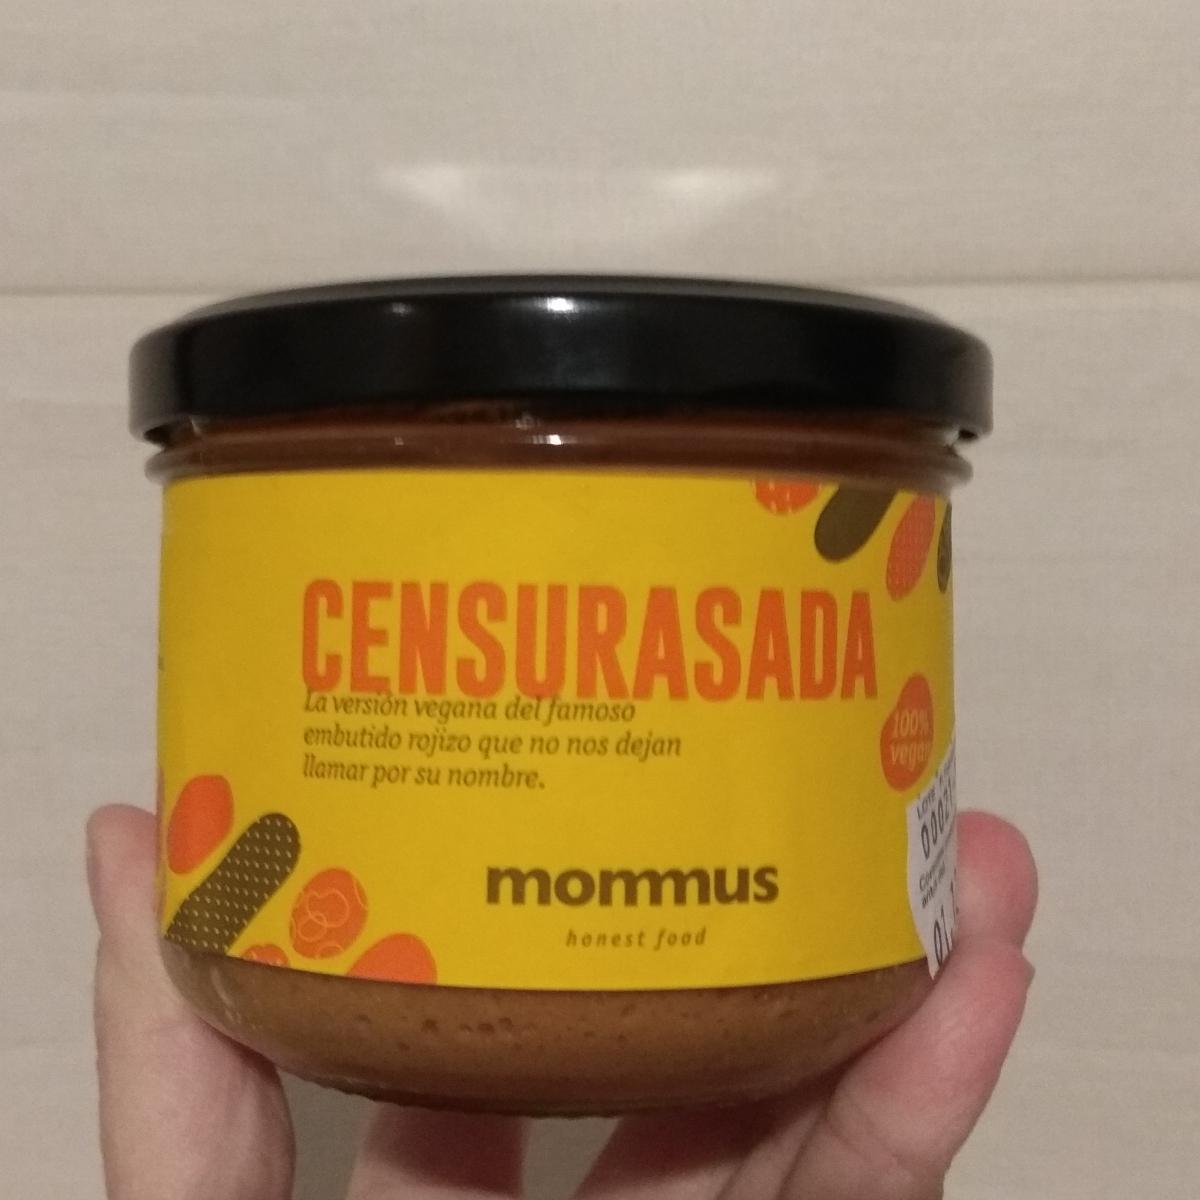 CENSURASADA
La versión vegana del famoso
embutido rojizo que no nos dejan
llamar por su nombre.
100%
vegan
mommus
honest food
LOTE